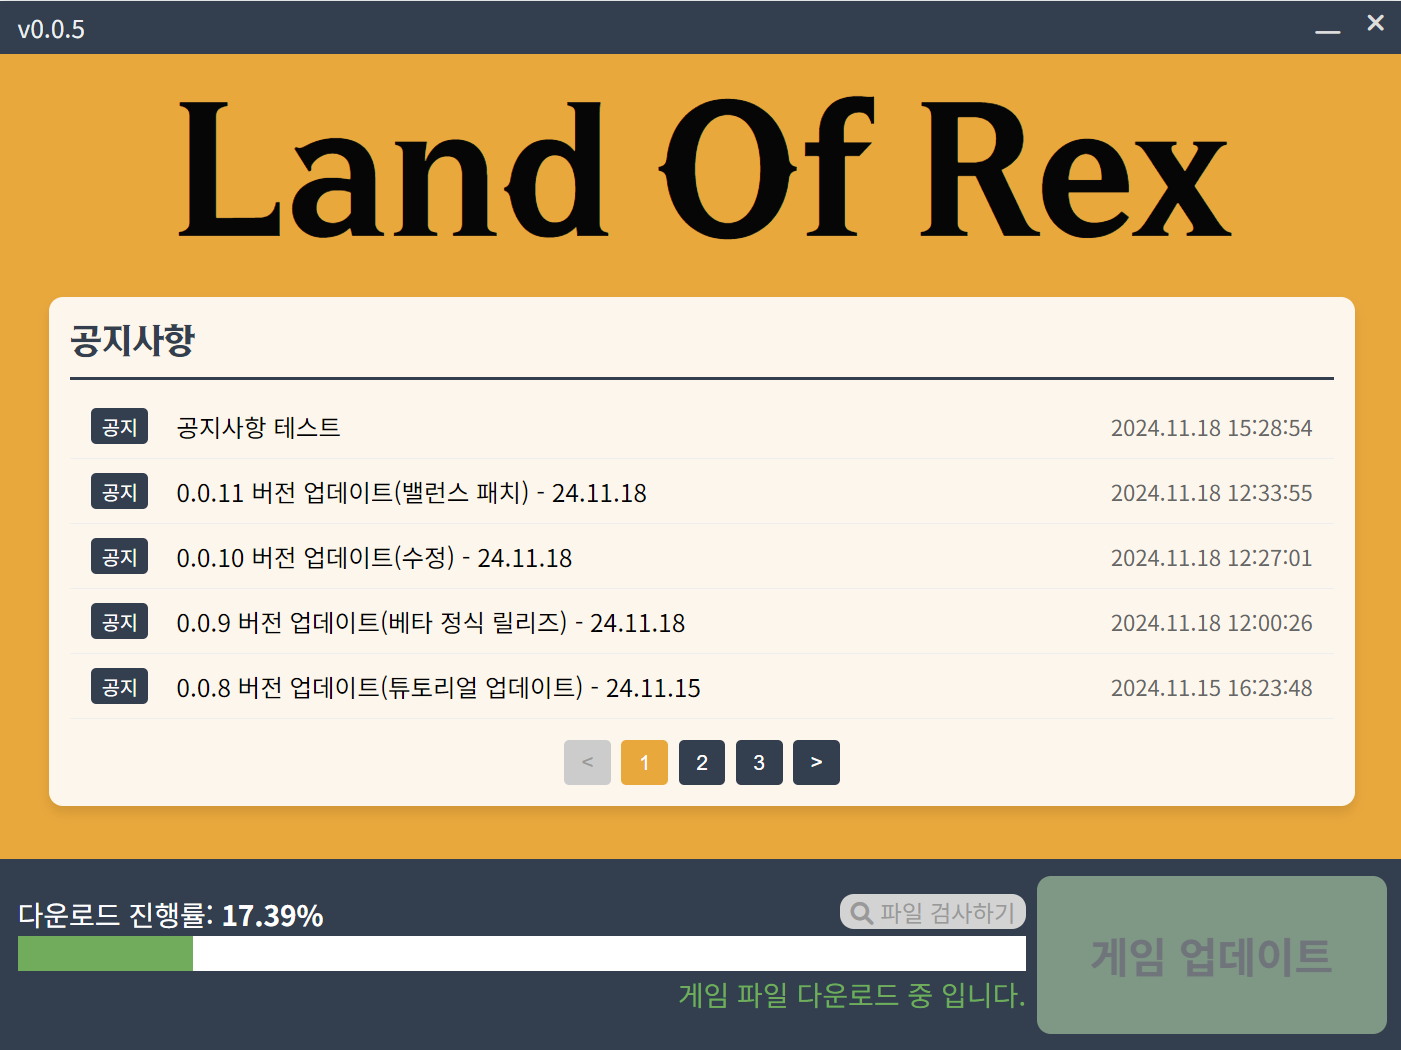 v0.0.5
Land Of Rex
공지사항
공지 공지사항 테스트 2024.11.18 15:28:54
공지 0.0.11 버전 업데이트(밸런스 패치) - 24.11.18 2024.11.18 12:33:55
공지 0.0.10 버전 업데이트(수정) - 24.11.18 2024.11.18 12:27:01
공지 0.0.9 버전 업데이트(베타 정식 릴리즈) - 24.11.18 2024.11.18 12:00:26
공지 0.0.8 버전 업데이트(튜토리얼 업데이트) - 24.11.15 2024.11.15 16:23:48
< 1 2 3 >
다운로드 진행률: 17.39%
파일 검사하기
게임 업데이트
게임 파일 다운로드 중 입니다.